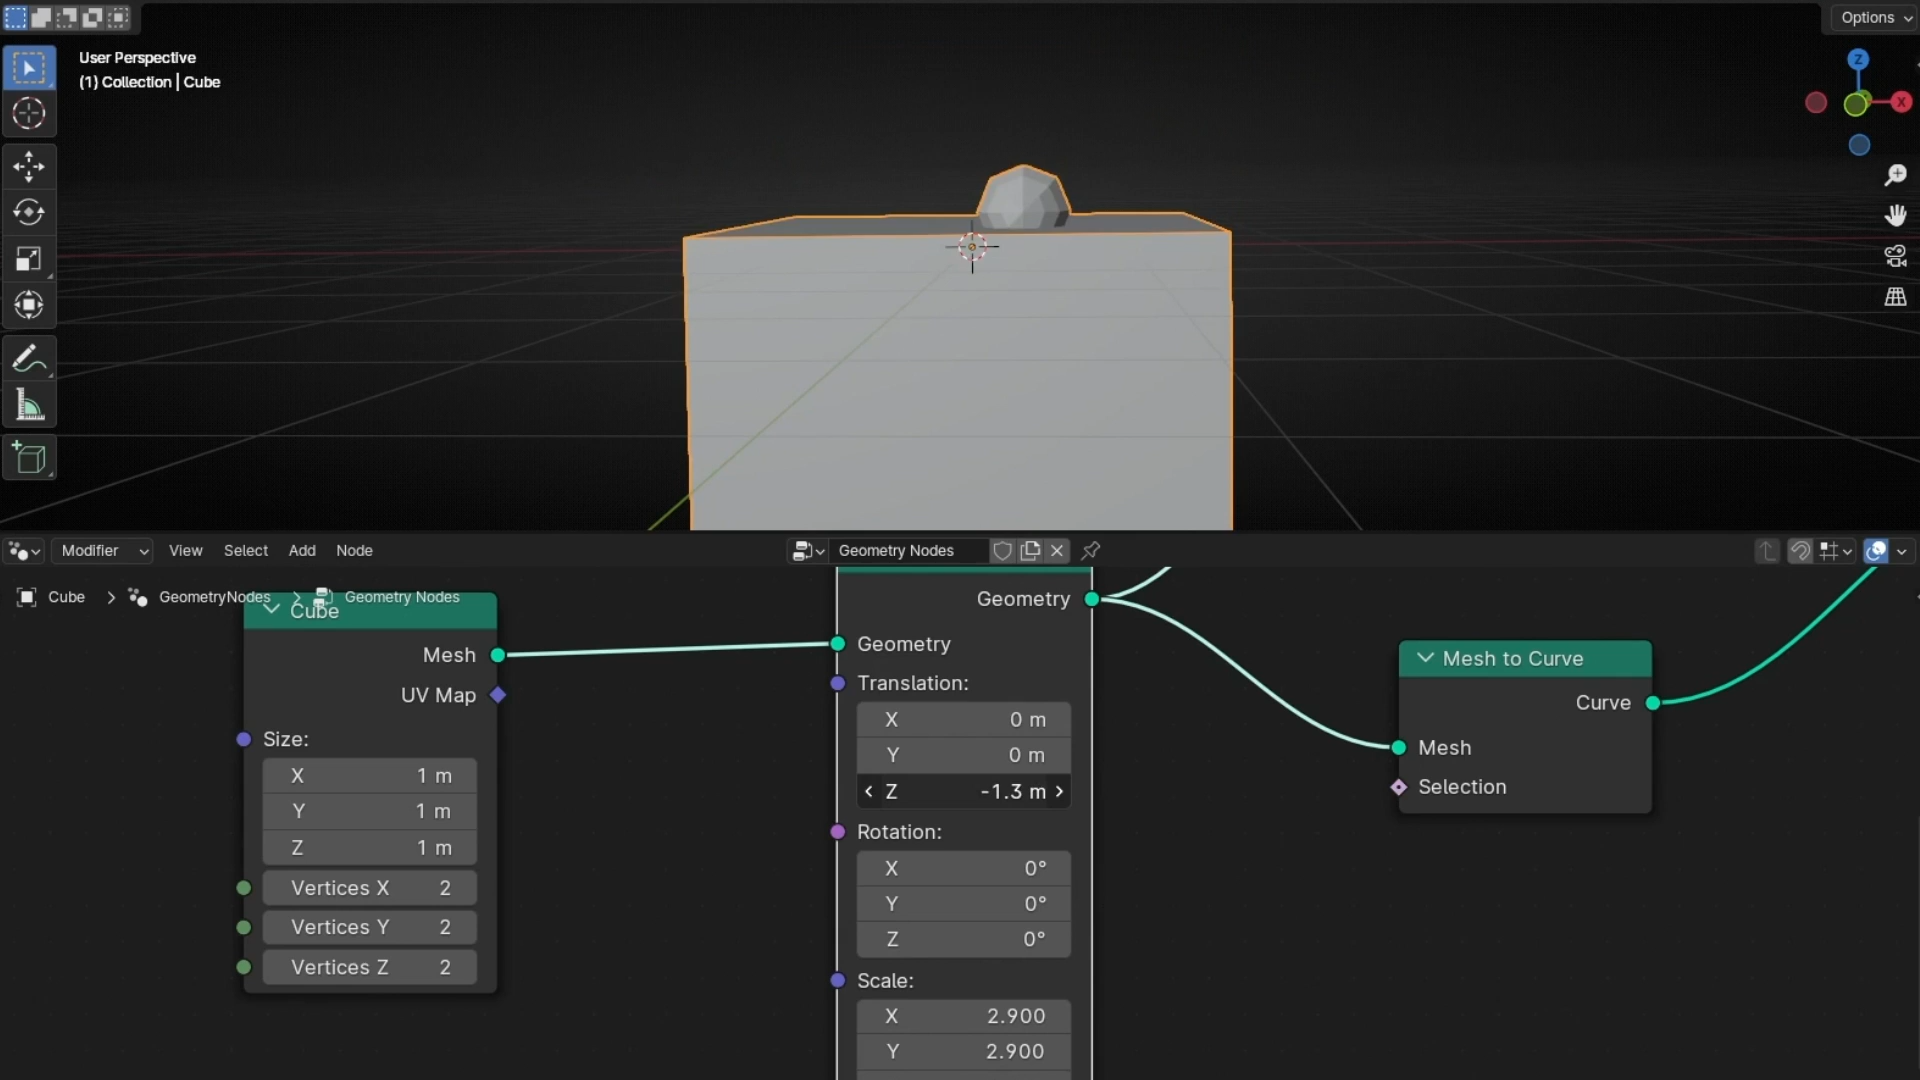 Options
User Perspective
(1) Collection | Cube
Z
X
Modifier
View
Select
Add
Node
Geometry Nodes
Cube
GeometryNodes
Geometry Nodes
Cube
Mesh
UV Map
Size:
X 1 m
Y 1 m
Z 1 m
Vertices X 2
Vertices Y 2
Vertices Z 2
Geometry
Geometry
Translation:
X 0 m
Y 0 m
Z -1.3 m
Rotation:
X 0°
Y 0°
Z 0°
Scale:
X 2.900
Y 2.900
Mesh to Curve
Curve
Mesh
Selection